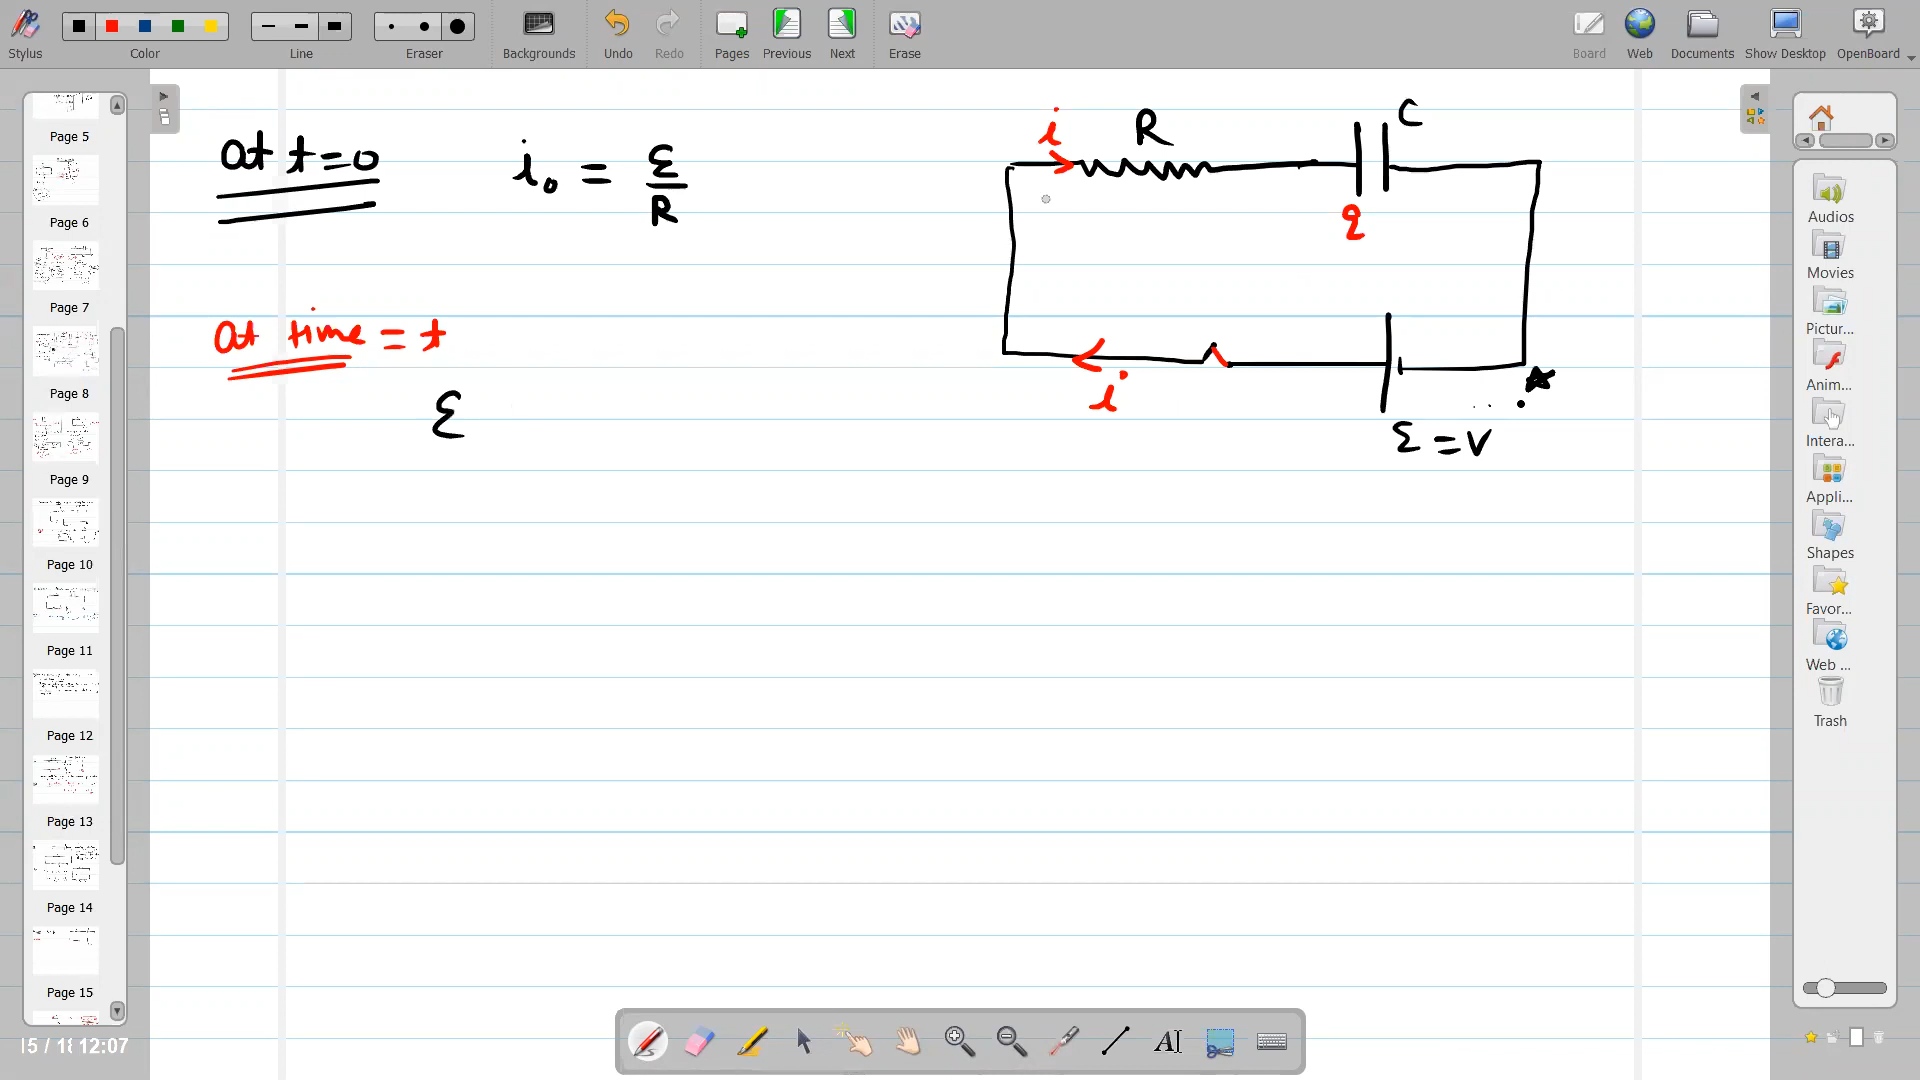 Stylus
Color
Line
Eraser
Backgrounds
Undo
Redo
Pages
Previous
Next
Erase
Board
Web
Documents
Show Desktop
OpenBoard
Page 5
Page 6
Page 7
Page 8
Page 9
Page 10
Page 11
Page 12
Page 13
Page 14
Page 15
12:07
at t=0
i₀ = ε/R
at time = t
ε
i
R
C
q
i
ε = V
Audios
Movies
Pictur...
Anim...
Intera...
Appli...
Shapes
Favor...
Web ...
Trash